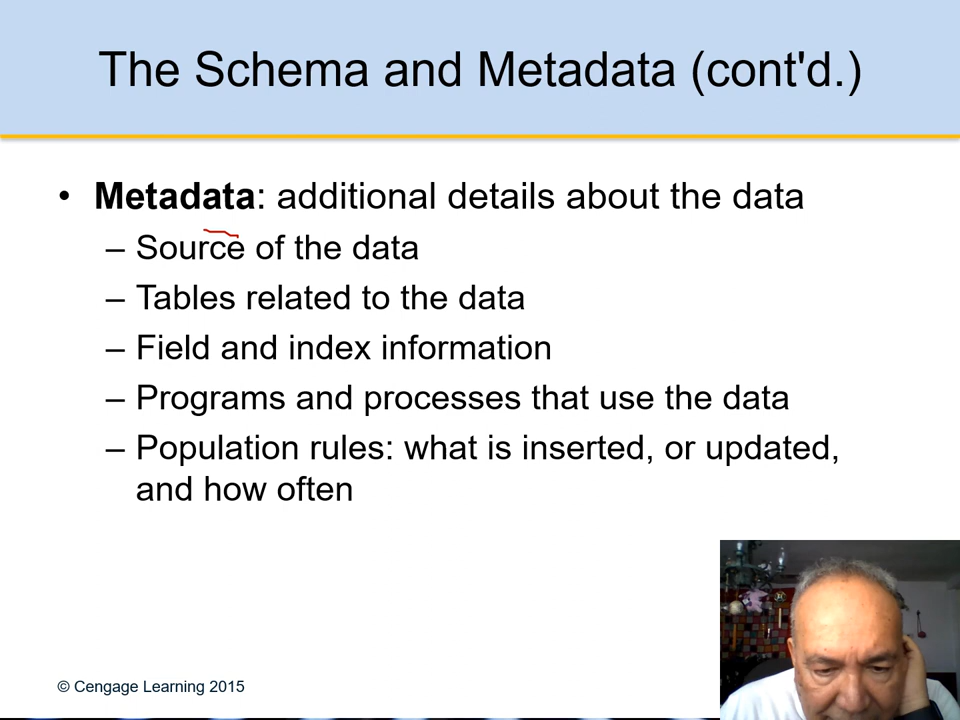 The Schema and Metadata (cont'd.)
• Metadata: additional details about the data
– Source of the data
– Tables related to the data
– Field and index information
– Programs and processes that use the data
– Population rules: what is inserted, or updated,
and how often
© Cengage Learning 2015